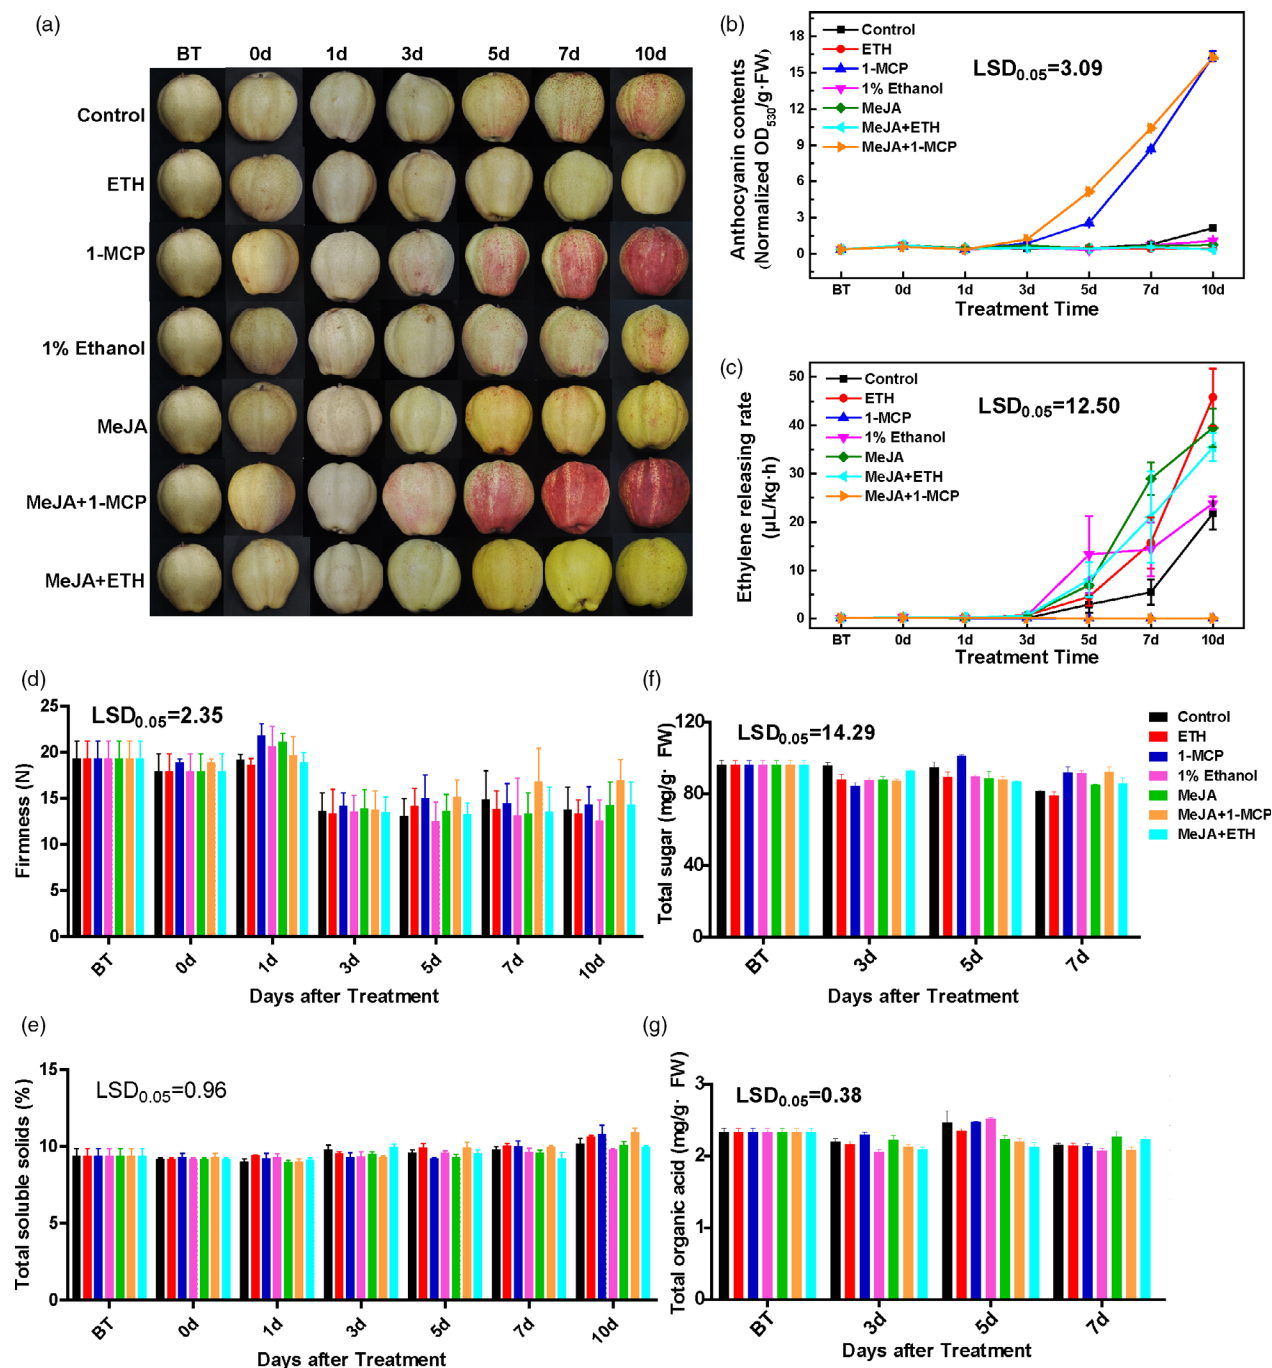 (a)
BT 0d 1d 3d 5d 7d 10d
Control
ETH
1-MCP
1% Ethanol
MeJA
MeJA+1-MCP
MeJA+ETH
(b)
Anthocyanin contents
(Normalized OD530/g·FW)
18
15
12
9
6
3
0
Control
ETH
1-MCP
1% Ethanol
MeJA
MeJA+ETH
MeJA+1-MCP
LSD0.05=3.09
BT 0d 1d 3d 5d 7d 10d
Treatment Time
(c)
Ethylene releasing rate
(μL/kg·h)
50
40
30
20
10
0
Control
ETH
1-MCP
1% Ethanol
MeJA
MeJA+ETH
MeJA+1-MCP
LSD0.05=12.50
BT 0d 1d 3d 5d 7d 10d
Treatment Time
(d)
Firmness (N)
25
20
15
10
5
0
LSD0.05=2.35
BT 0d 1d 3d 5d 7d 10d
Days after Treatment
(f)
Total sugar (mg/g· FW)
120
80
40
0
LSD0.05=14.29
BT 3d 5d 7d
Days after Treatment
Control
ETH
1-MCP
1% Ethanol
MeJA
MeJA+1-MCP
MeJA+ETH
(e)
Total soluble solids (%)
15
10
5
0
LSD0.05=0.96
BT 0d 1d 3d 5d 7d 10d
Days after Treatment
(g)
Total organic acid (mg/g· FW)
3
2
1
0
LSD0.05=0.38
BT 3d 5d 7d
Days after Treatment